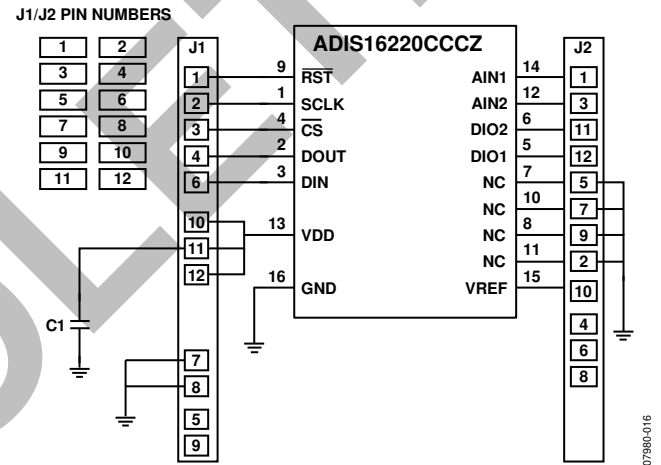 J1/J2 PIN NUMBERS
1 2
3 4
5 6
7 8
9 10
11 12
J1
1
2
3
4
6
10
11
12
7
8
5
9
C1
9
1
4
2
3
13
16
ADIS16220CCCZ
RST
SCLK
CS
DOUT
DIN
VDD
GND
AIN1
AIN2
DIO2
DIO1
NC
NC
NC
NC
VREF
14
12
6
5
7
10
8
11
15
J2
1
3
11
12
5
7
9
2
10
4
6
8
07980-016